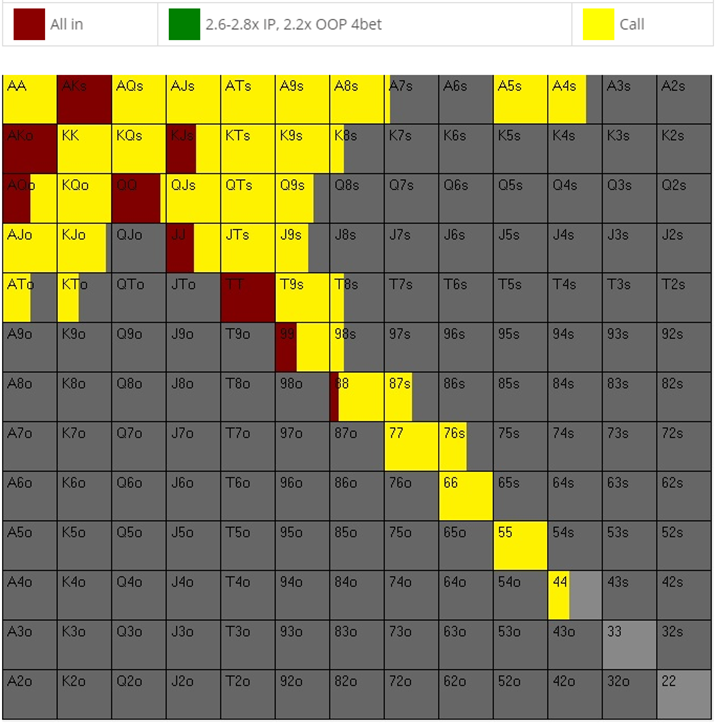 All in 2.6-2.8x IP, 2.2x OOP 4bet Call
AA AKs AQs AJs ATs A9s A8s A7s A6s A5s A4s A3s A2s
AKo KK KQs KJs KTs K9s K8s K7s K6s K5s K4s K3s K2s
AQo KQo QQ QJs QTs Q9s Q8s Q7s Q6s Q5s Q4s Q3s Q2s
AJo KJo QJo JJ JTs J9s J8s J7s J6s J5s J4s J3s J2s
ATo KTo QTo JTo TT T9s T8s T7s T6s T5s T4s T3s T2s
A9o K9o Q9o J9o T9o 99 98s 97s 96s 95s 94s 93s 92s
A8o K8o Q8o J8o T8o 98o 88 87s 86s 85s 84s 83s 82s
A7o K7o Q7o J7o T7o 97o 87o 77 76s 75s 74s 73s 72s
A6o K6o Q6o J6o T6o 96o 86o 76o 66 65s 64s 63s 62s
A5o K5o Q5o J5o T5o 95o 85o 75o 65o 55 54s 53s 52s
A4o K4o Q4o J4o T4o 94o 84o 74o 64o 54o 44 43s 42s
A3o K3o Q3o J3o T3o 93o 83o 73o 63o 53o 43o 33 32s
A2o K2o Q2o J2o T2o 92o 82o 72o 62o 52o 42o 32o 22